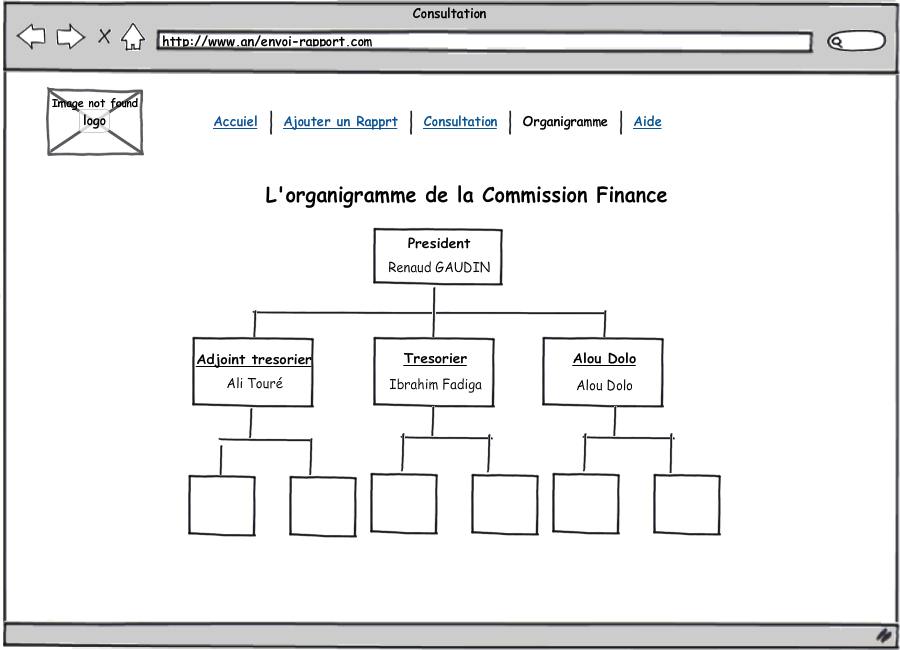 Consultation
http://www.an/envoi-rapport.com
Image not found
logo
Accuiel | Ajouter un Rapprt | Consultation | Organigramme | Aide
L'organigramme de la Commission Finance
President
Renaud GAUDIN
Adjoint tresorier
Ali Touré
Tresorier
Ibrahim Fadiga
Alou Dolo
Alou Dolo